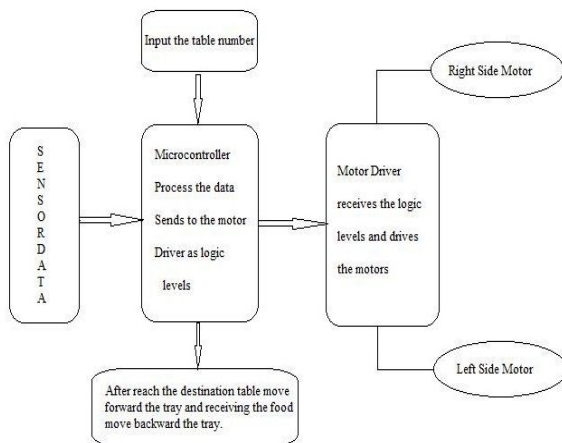 Input the table number
Right Side Motor
S
E
N
S
O
R
D
A
T
A
Microcontroller
Process the data
Sends to the motor
Driver as logic
levels
Motor Driver
receives the logic
levels and drives
the motors
Left Side Motor
After reach the destination table move
forward the tray and receiving the food
move backward the tray.